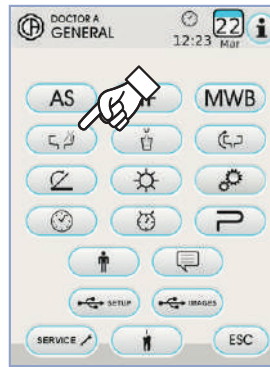 DOCTOR A
GENERAL
12:23
22
Mar
i
AS
MWB
SETUP
IMAGES
SERVICE
ESC